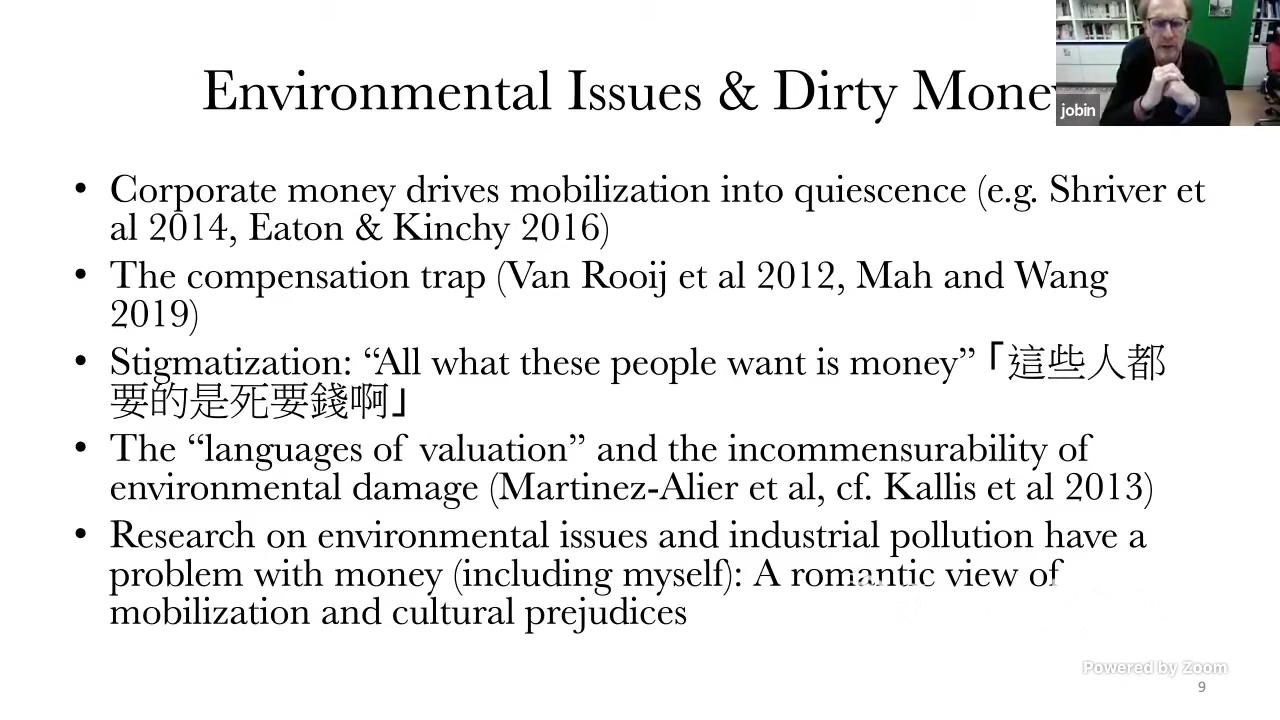 Environmental Issues & Dirty Mone
jobin
• Corporate money drives mobilization into quiescence (e.g. Shriver et
al 2014, Eaton & Kinchy 2016)
• The compensation trap (Van Rooij et al 2012, Mah and Wang
2019)
• Stigmatization: “All what these people want is money”「這些人都
要的是死要錢啊」
• The “languages of valuation” and the incommensurability of
environmental damage (Martinez-Alier et al, cf. Kallis et al 2013)
• Research on environmental issues and industrial pollution have a
problem with money (including myself): A romantic view of
mobilization and cultural prejudices
Powered by Zoom
9